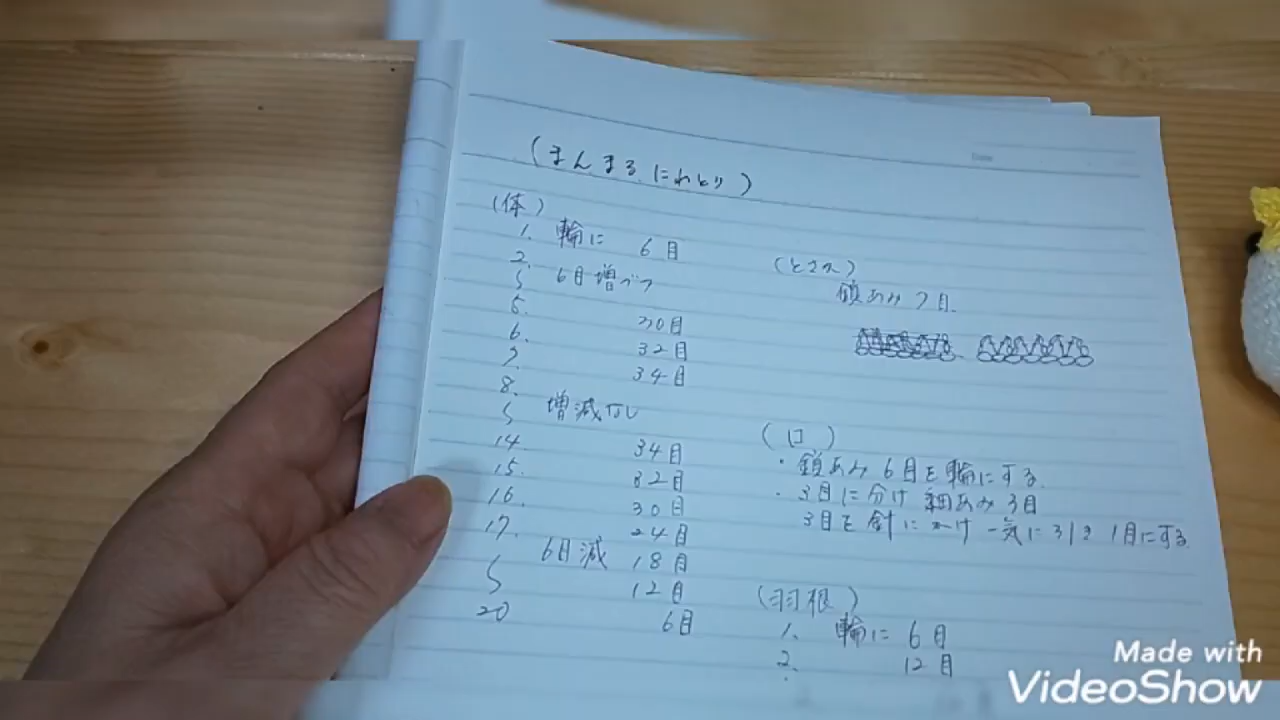 (まんまるにわとり)
(体)
1. 輪に 6目
2.
〜 6目増べつ
5. 30目
6. 32目
7. 34目
8.
〜 増減なし
14 34目
15. 32目
16. 30目
17. 24目
6目減 18目
〜 12目
20 6目
(とさか)
鎖あみ7目.
(口)
・鎖あみ6目を輪にする.
・3目に分け 細あみ3目
3目を針にかけ 一気に引き1目にする
(羽根)
1. 輪に 6目
2. 12目
Date
Made with
VideoShow